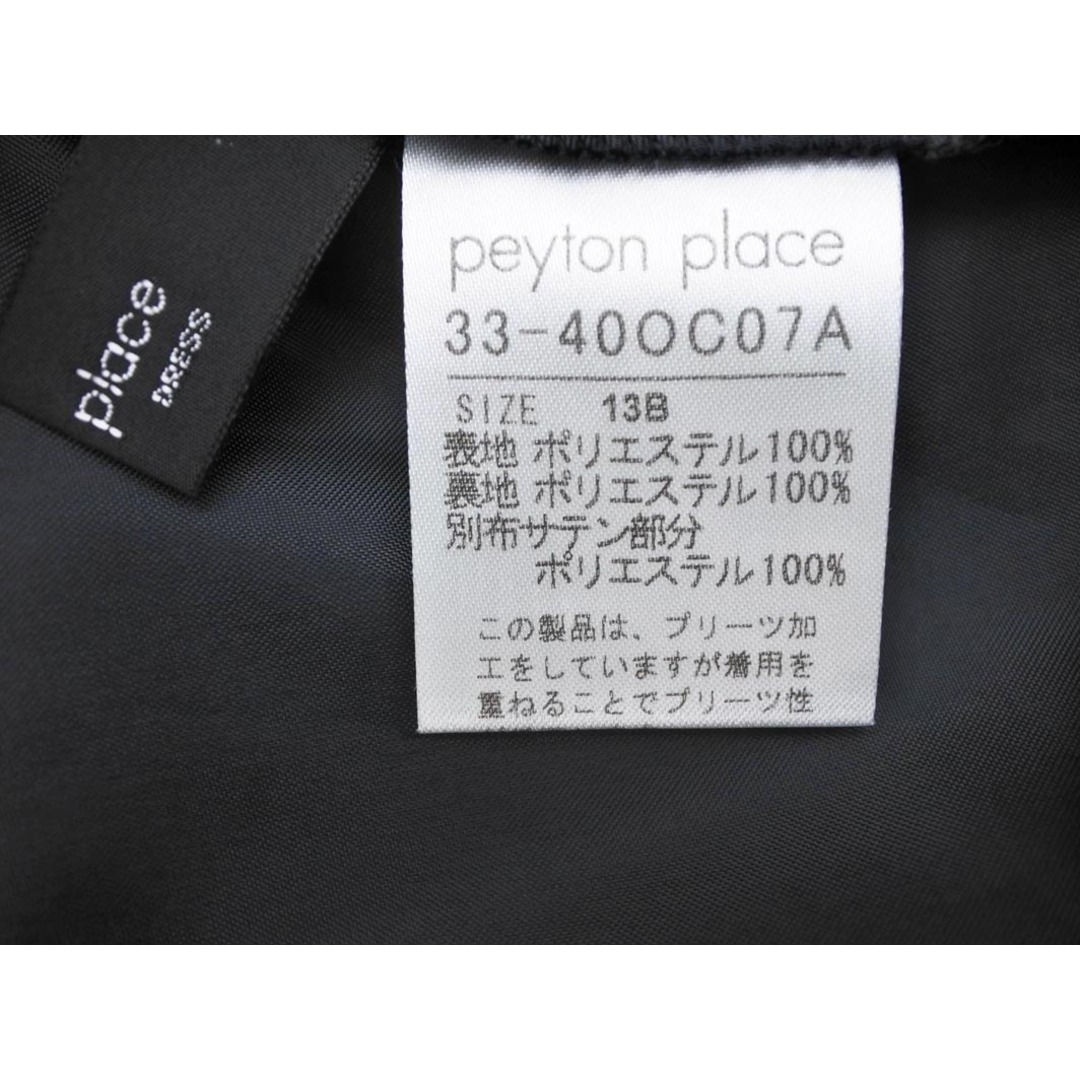 place
DRESS
peyton place
33-40OC07A
SIZE 13B
表地 ポリエステル100%
裏地 ポリエステル100%
別布サテン部分
ポリエステル100%
この製品は、プリーツ加
工をしていますが着用を
重ねることでプリーツ性